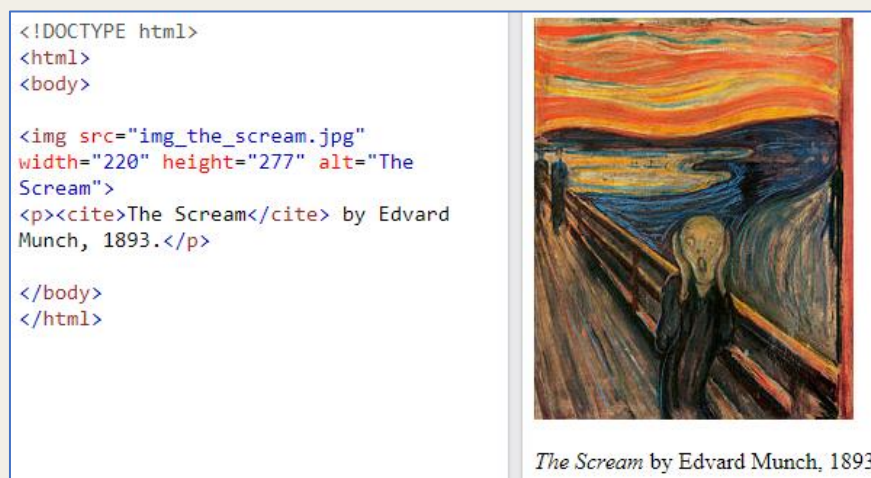 <!DOCTYPE html>
<html>
<body>
<img src="img_the_scream.jpg"
width="220" height="277" alt="The
Scream">
<p><cite>The Scream</cite> by Edvard
Munch, 1893.</p>
</body>
</html>
The Scream by Edvard Munch, 1893